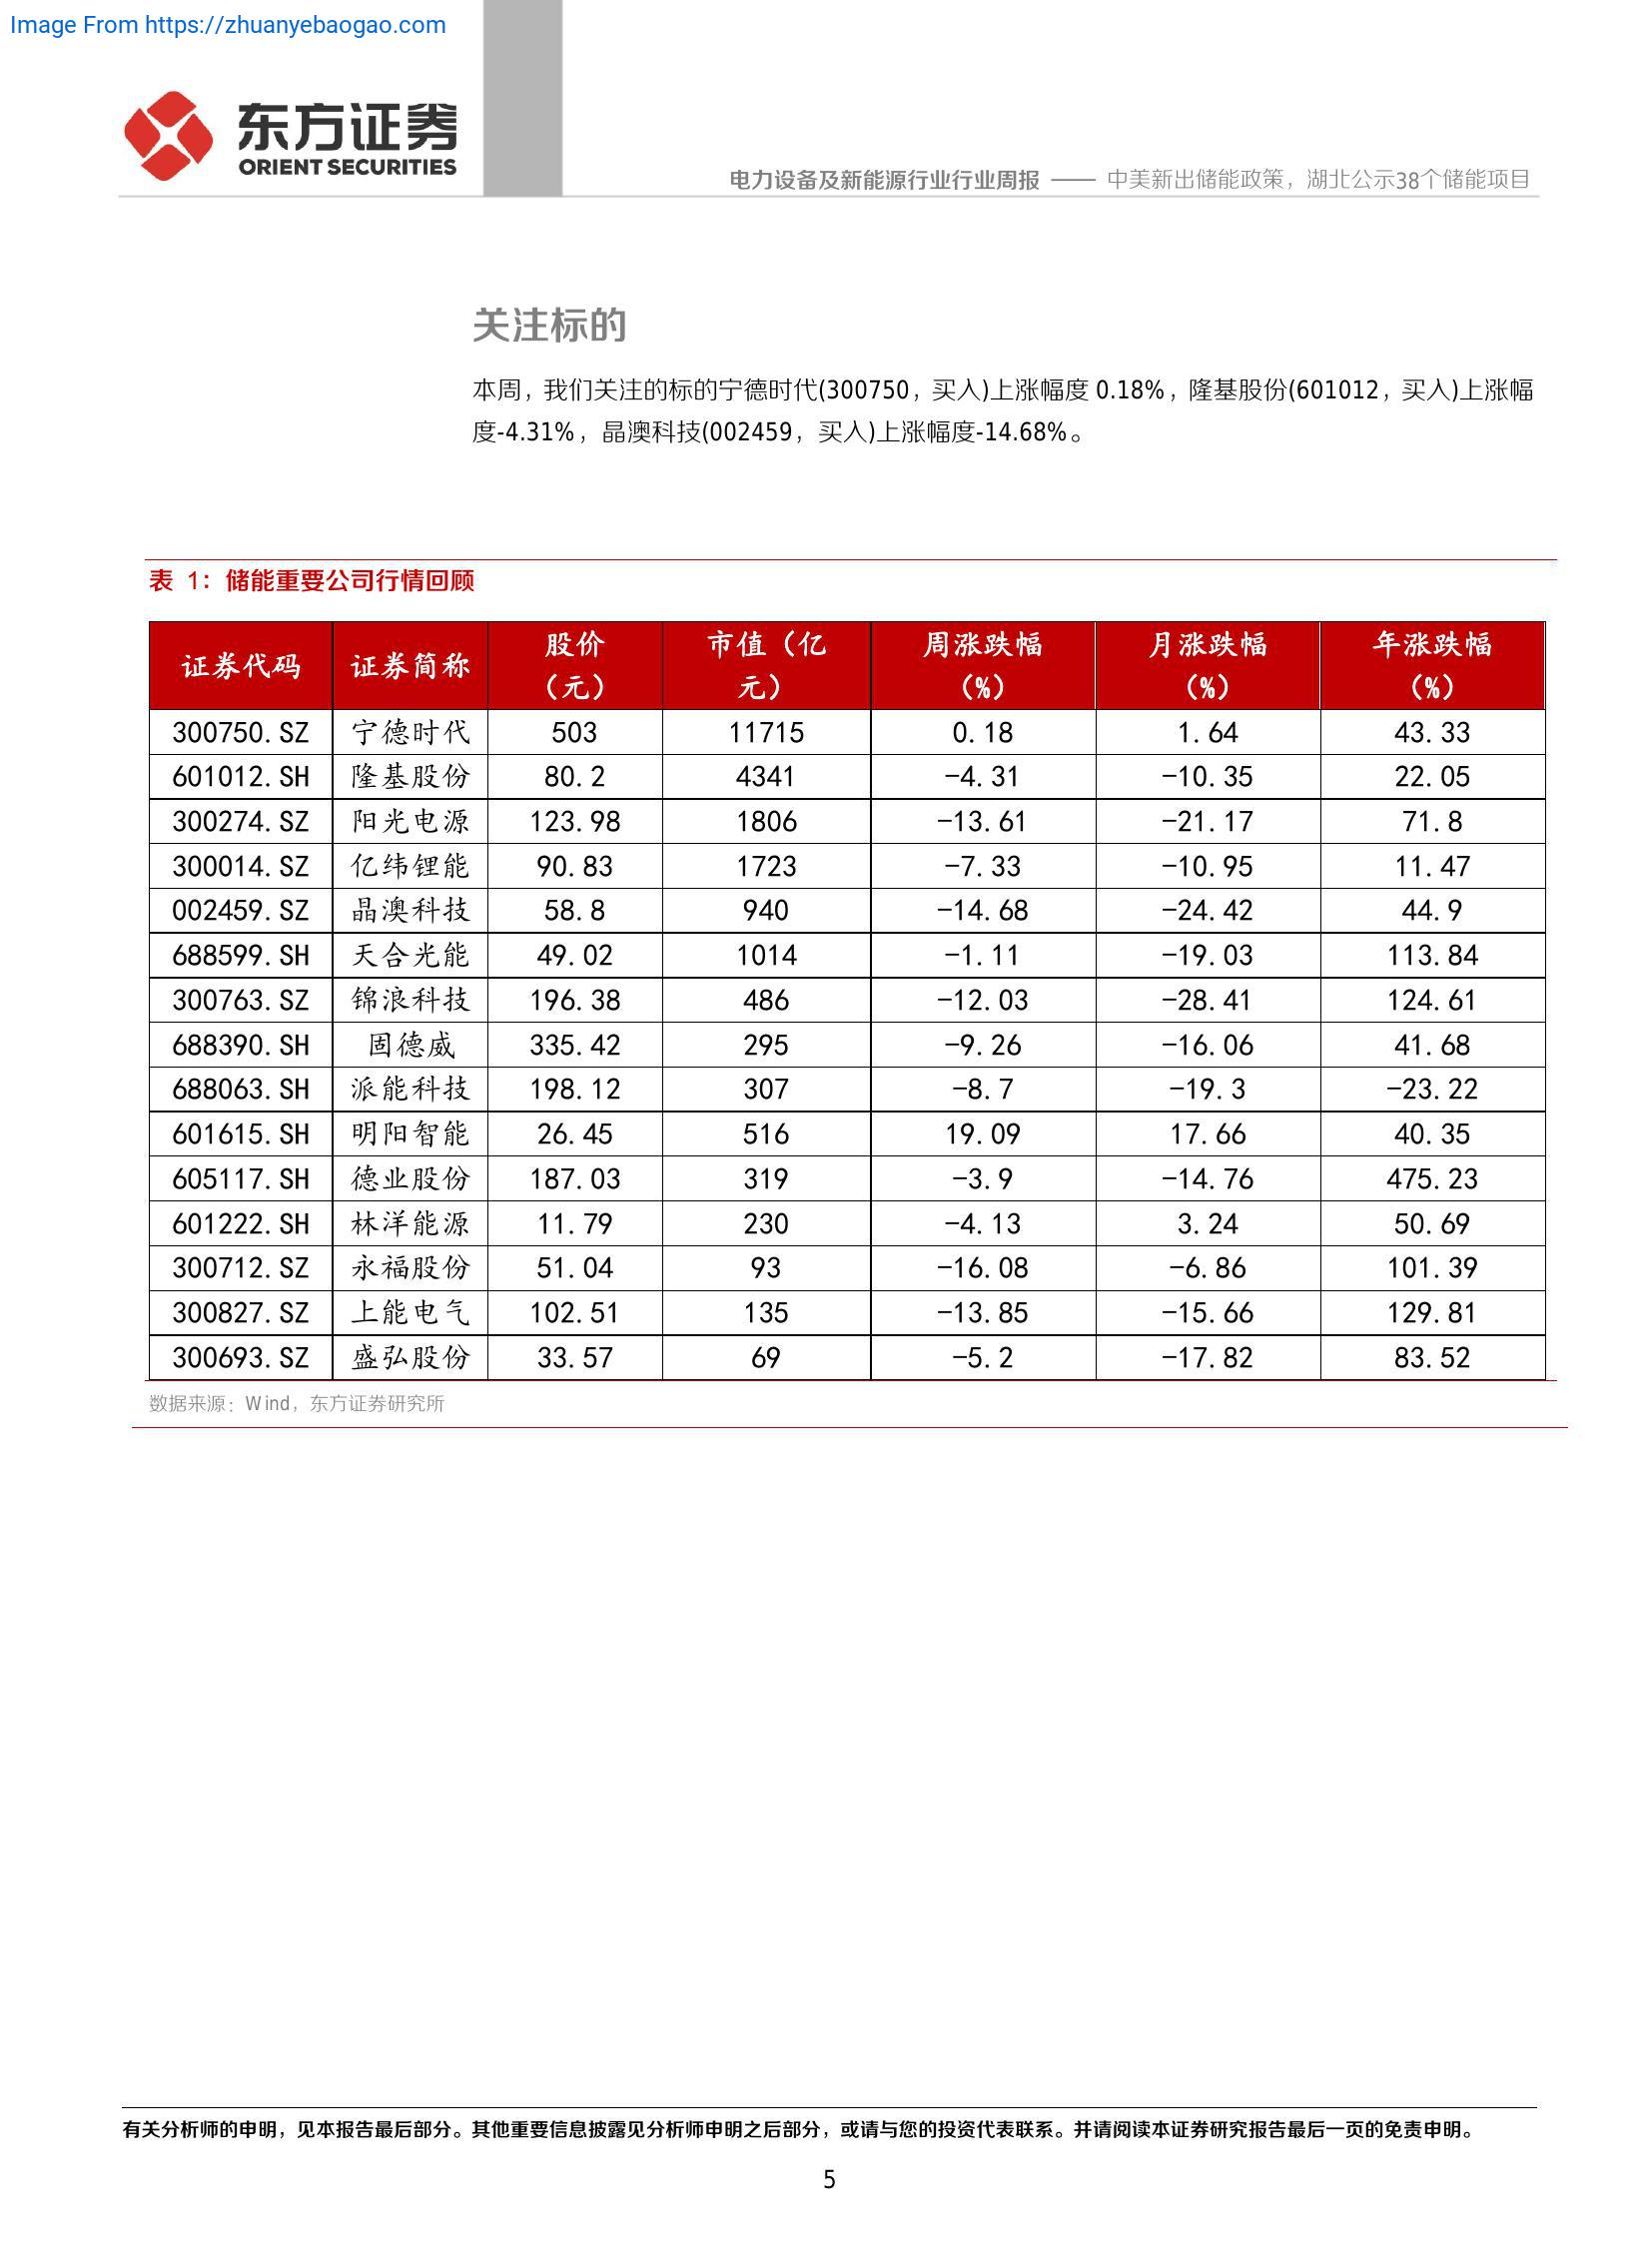 Image From https://zhuanyebaogao.com
东方证券
ORIENT SECURITIES
电力设备及新能源行业行业周报 —— 中美新出储能政策，湖北公示38个储能项目
关注标的
本周，我们关注的标的宁德时代(300750，买入)上涨幅度 0.18%，隆基股份(601012，买入)上涨幅
度-4.31%，晶澳科技(002459，买入)上涨幅度-14.68%。
表 1：储能重要公司行情回顾
证券代码 证券简称 股价（元） 市值（亿元） 周涨跌幅（%） 月涨跌幅（%） 年涨跌幅（%）
300750.SZ 宁德时代 503 11715 0.18 1.64 43.33
601012.SH 隆基股份 80.2 4341 -4.31 -10.35 22.05
300274.SZ 阳光电源 123.98 1806 -13.61 -21.17 71.8
300014.SZ 亿纬锂能 90.83 1723 -7.33 -10.95 11.47
002459.SZ 晶澳科技 58.8 940 -14.68 -24.42 44.9
688599.SH 天合光能 49.02 1014 -1.11 -19.03 113.84
300763.SZ 锦浪科技 196.38 486 -12.03 -28.41 124.61
688390.SH 固德威 335.42 295 -9.26 -16.06 41.68
688063.SH 派能科技 198.12 307 -8.7 -19.3 -23.22
601615.SH 明阳智能 26.45 516 19.09 17.66 40.35
605117.SH 德业股份 187.03 319 -3.9 -14.76 475.23
601222.SH 林洋能源 11.79 230 -4.13 3.24 50.69
300712.SZ 永福股份 51.04 93 -16.08 -6.86 101.39
300827.SZ 上能电气 102.51 135 -13.85 -15.66 129.81
300693.SZ 盛弘股份 33.57 69 -5.2 -17.82 83.52
数据来源：Wind，东方证券研究所
有关分析师的申明，见本报告最后部分。其他重要信息披露见分析师申明之后部分，或请与您的投资代表联系。并请阅读本证券研究报告最后一页的免责申明。
5